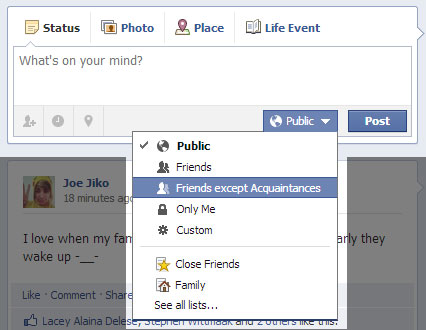 Status Photo Place Life Event
What's on your mind?
Public Post
Public
Friends
Friends except Acquaintances
Only Me
Custom
Close Friends
Family
See all lists...
Joe Jiko
18 minutes ago
I love when my fam arly they
wake up -__-
Like · Comment · Share
Lacey Alaina Delese, Stephen Wittmaak and 2 others like this.